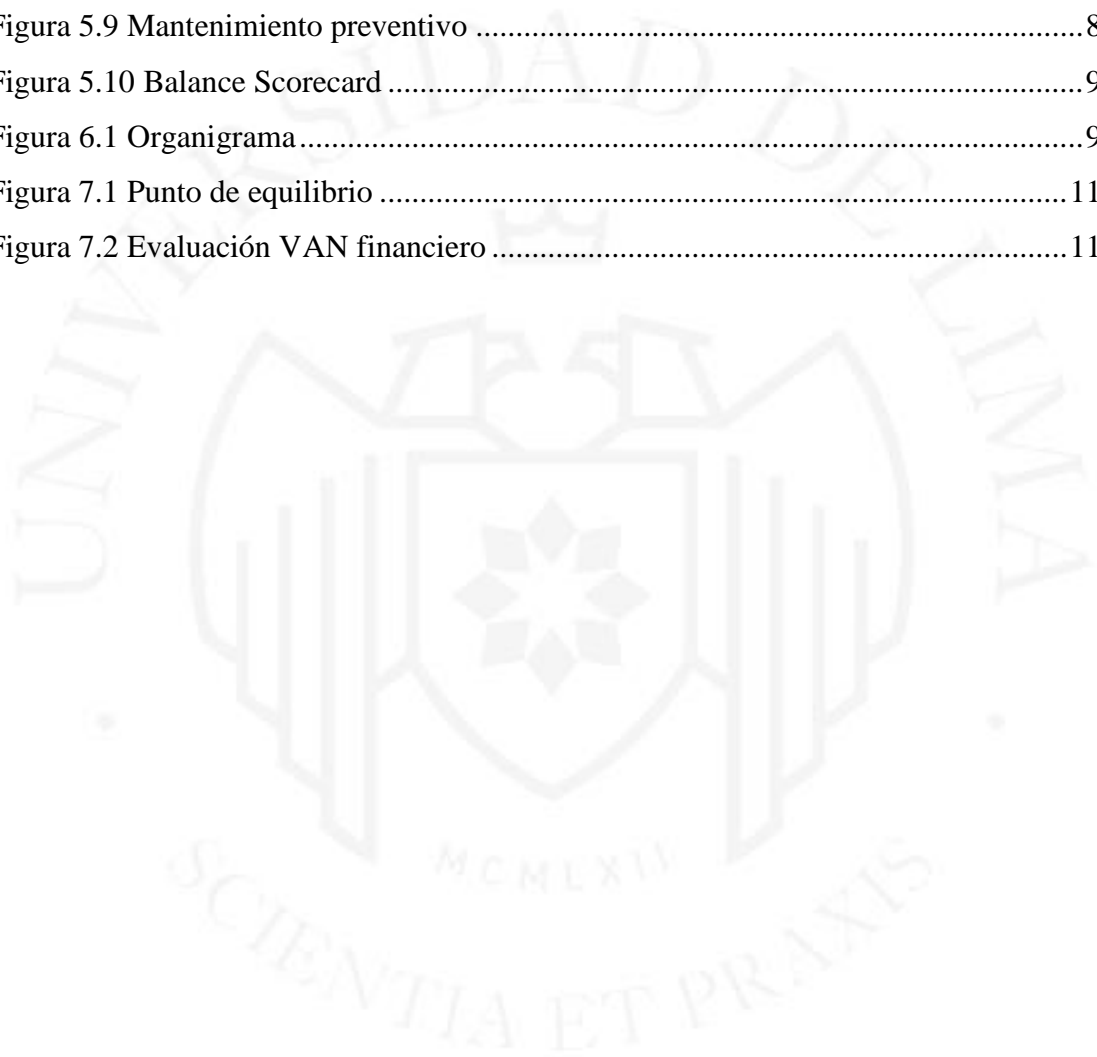 Figura 5.9 Mantenimiento preventivo ........................................................................8
Figura 5.10 Balance Scorecard ..................................................................................9
Figura 6.1 Organigrama.............................................................................................9
Figura 7.1 Punto de equilibrio .................................................................................11
Figura 7.2 Evaluación VAN financiero ....................................................................11
UNIVERSIDAD DE LIMA
MCMLXII
SCIENTIA ET PRAXIS